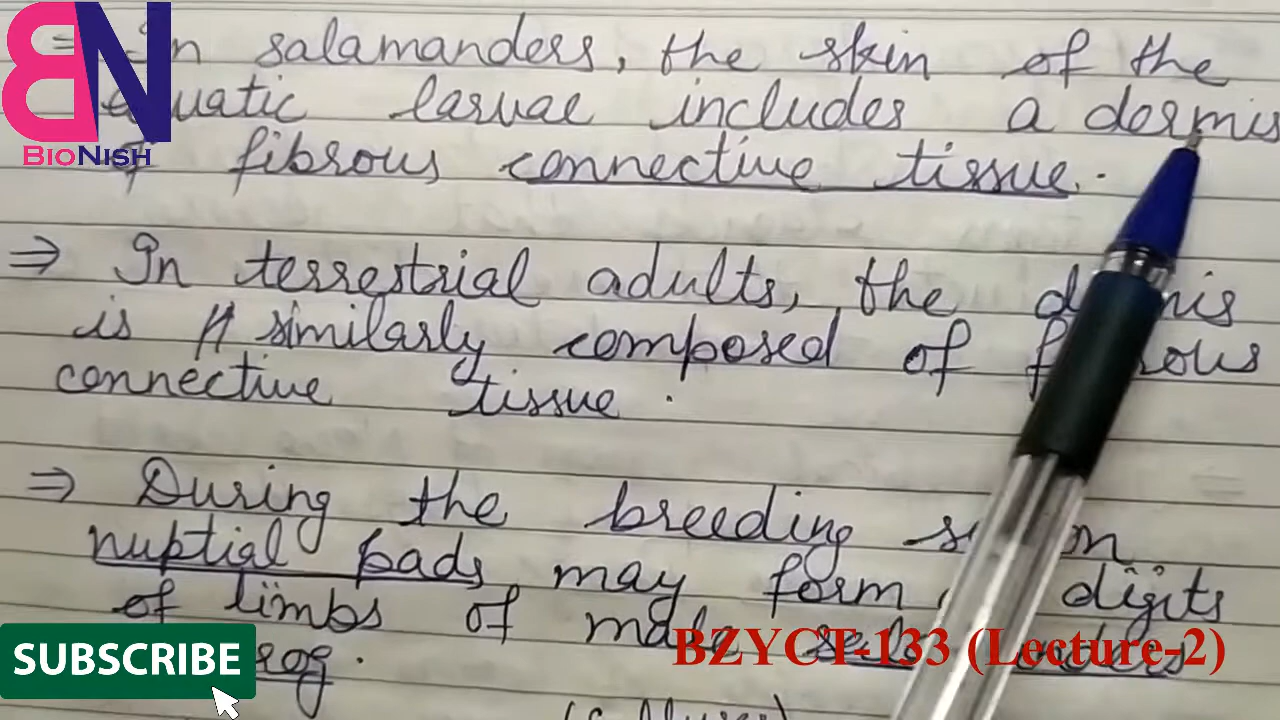 BN
BIONISH
⇒ In salamanders, the skin of the
aquatic larvae includes a dermis
of fibrous connective tissue.
⇒ In terrestrial adults, the dermis
is similarly composed of fibrous
connective tissue.
⇒ During the breeding season
nuptial pads may form digits
of limbs of male
BZYCT-133 (Lecture-2)
SUBSCRIBE